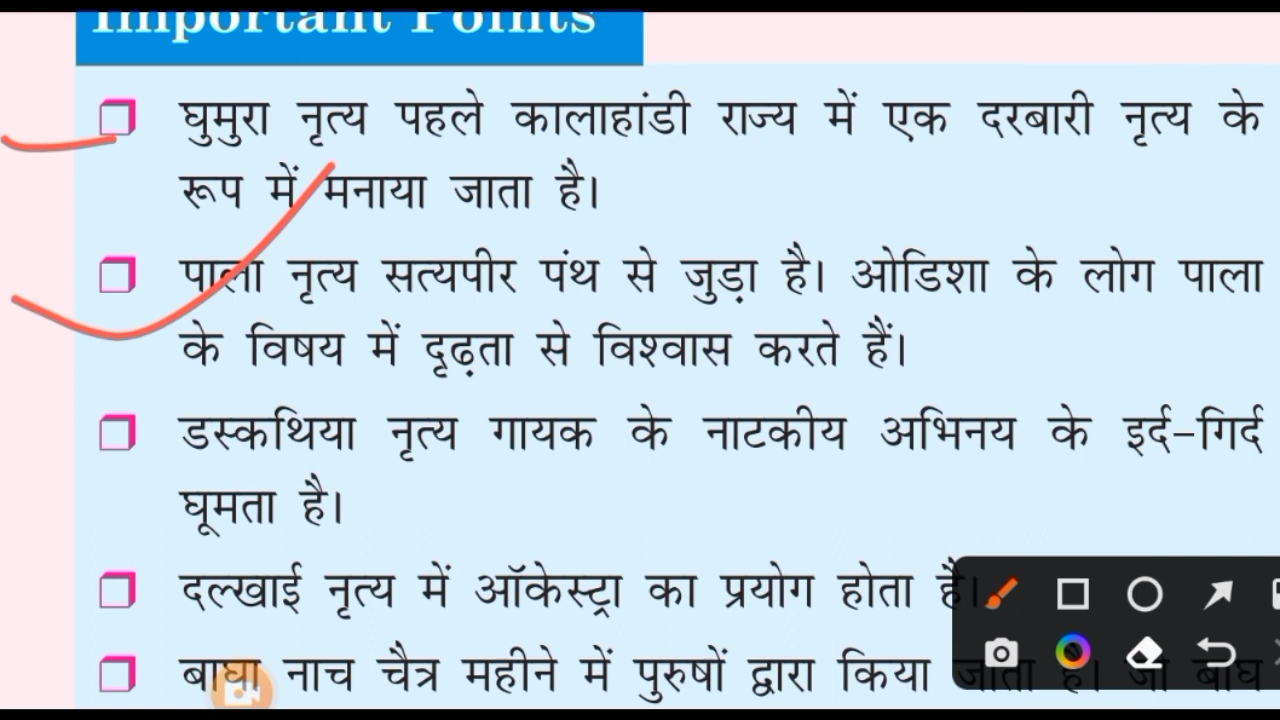 Important Points
घुमुरा नृत्य पहले कालाहांडी राज्य में एक दरबारी नृत्य के
रूप में मनाया जाता है।
पाला नृत्य सत्यपीर पंथ से जुड़ा है। ओडिशा के लोग पाला
के विषय में दृढ़ता से विश्वास करते हैं।
डस्कथिया नृत्य गायक के नाटकीय अभिनय के इर्द-गिर्द
घूमता है।
दल्खाई नृत्य में ऑकेस्ट्रा का प्रयोग होता है।
बाघा नाच चैत्र महीने में पुरुषों द्वारा किया जाता है। जो बाघ